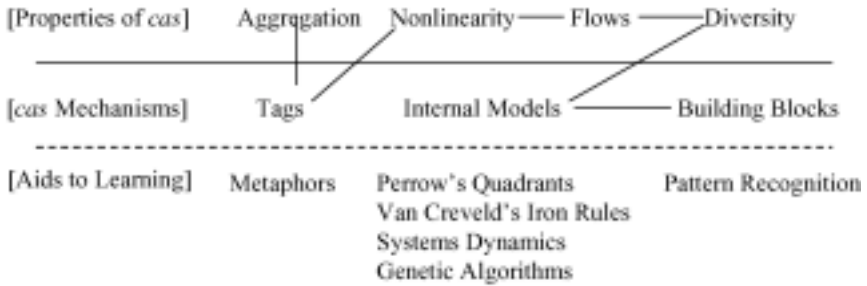 [Properties of cas] Aggregation Nonlinearity Flows Diversity
[cas Mechanisms] Tags Internal Models Building Blocks
[Aids to Learning] Metaphors Perrow's Quadrants Pattern Recognition
Van Creveld's Iron Rules
Systems Dynamics
Genetic Algorithms